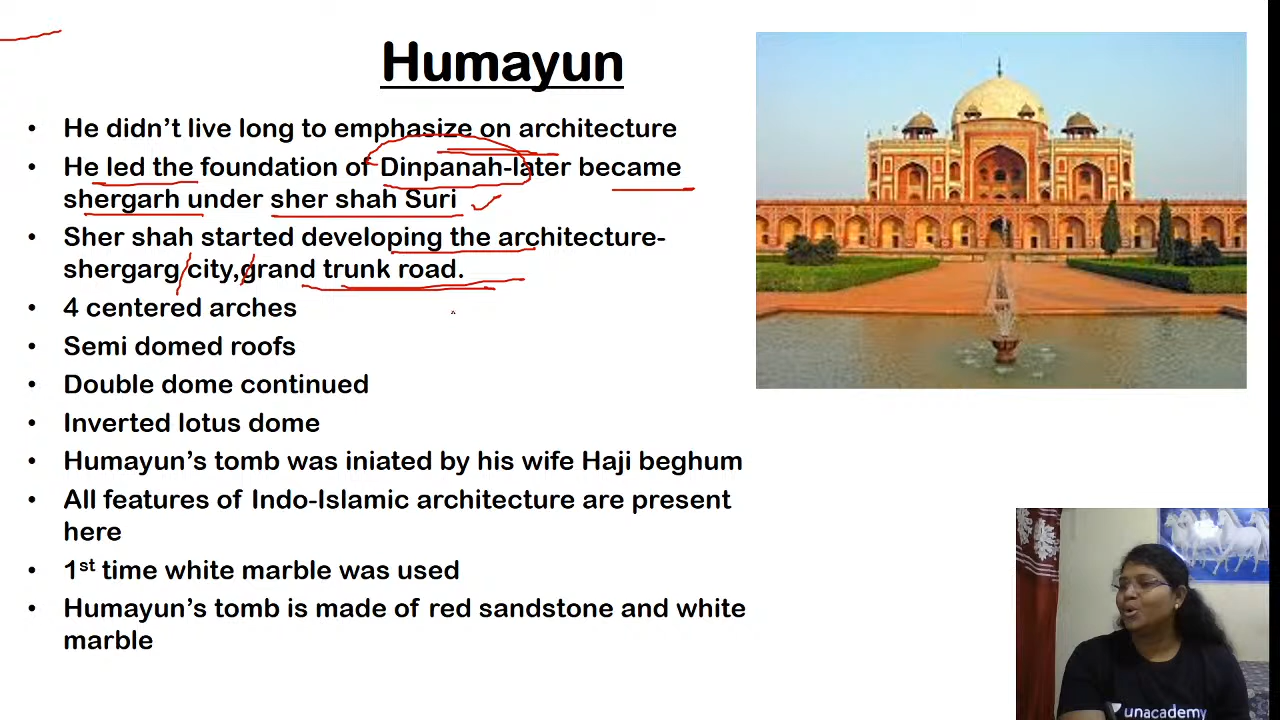 Humayun
• He didn’t live long to emphasize on architecture
• He led the foundation of Dinpanah-later became
shergarh under sher shah Suri
• Sher shah started developing the architecture-
shergarg city,grand trunk road.
• 4 centered arches
• Semi domed roofs
• Double dome continued
• Inverted lotus dome
• Humayun’s tomb was iniated by his wife Haji beghum
• All features of Indo-Islamic architecture are present
here
• 1st time white marble was used
• Humayun’s tomb is made of red sandstone and white
marble
unacademy